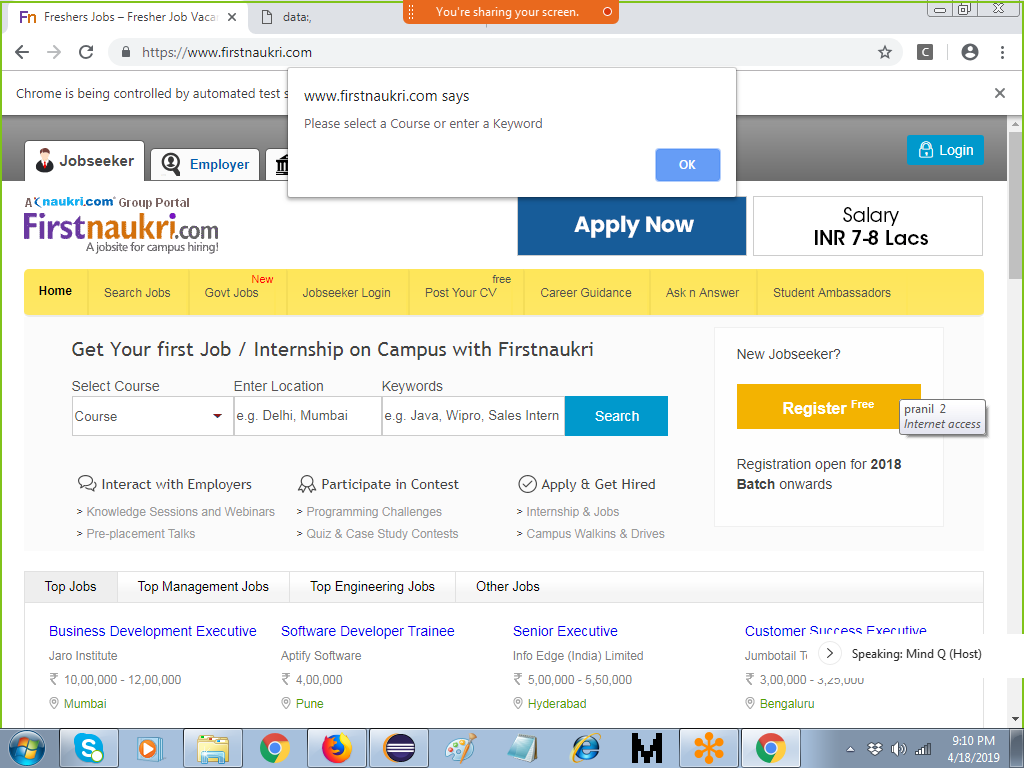 Freshers Jobs – Fresher Job Vaca
data:,
You're sharing your screen.
https://www.firstnaukri.com
C
Chrome is being controlled by automated test s
www.firstnaukri.com says
Please select a Course or enter a Keyword
OK
Jobseeker
Employer
Login
A naukri.com Group Portal
Firstnaukri.com
A jobsite for campus hiring!
Apply Now
Salary
INR 7-8 Lacs
Home
Search Jobs
Govt Jobs
New
Jobseeker Login
Post Your CV
free
Career Guidance
Ask n Answer
Student Ambassadors
Get Your first Job / Internship on Campus with Firstnaukri
Select Course
Enter Location
Keywords
Course
e.g. Delhi, Mumbai
e.g. Java, Wipro, Sales Intern
Search
New Jobseeker?
Register Free
pranil 2
Internet access
Registration open for 2018
Batch onwards
Interact with Employers
> Knowledge Sessions and Webinars
> Pre-placement Talks
Participate in Contest
> Programming Challenges
> Quiz & Case Study Contests
Apply & Get Hired
> Internship & Jobs
> Campus Walkins & Drives
Top Jobs
Top Management Jobs
Top Engineering Jobs
Other Jobs
Business Development Executive
Jaro Institute
₹ 10,00,000 - 12,00,000
Mumbai
Software Developer Trainee
Aptify Software
₹ 4,00,000
Pune
Senior Executive
Info Edge (India) Limited
₹ 5,00,000 - 5,50,000
Hyderabad
Customer Success Executive
Jumbotail T
₹ 3,00,000 - 3,25,000
Bengaluru
Speaking: Mind Q (Host)
9:10 PM
4/18/2019